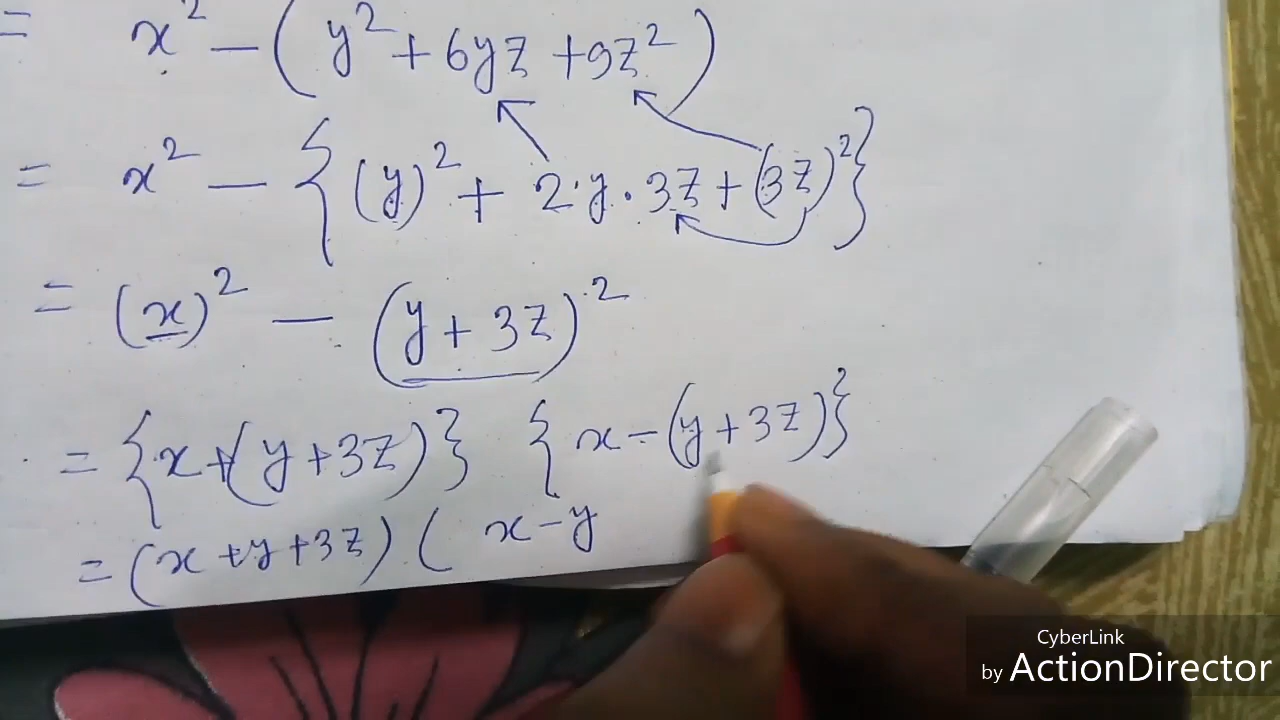 = x² - (y² + 6yz + 9z²)
= x² - {(y)² + 2·y·3z + (3z)²}
= (x)² - (y + 3z)²
= {x + (y + 3z)} {x - (y + 3z)}
= (x + y + 3z) (x - y
CyberLink
by ActionDirector